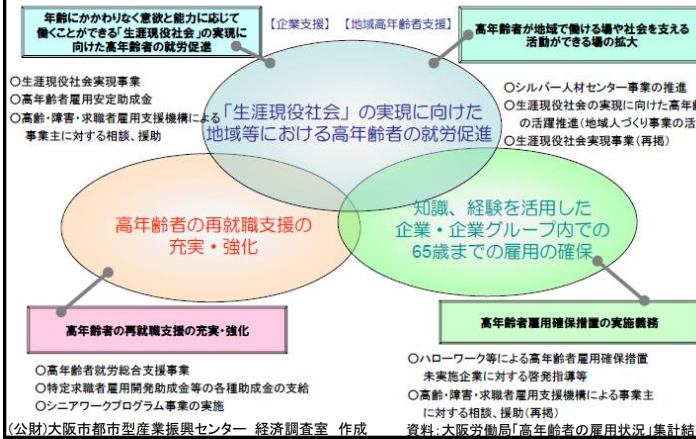 年齢にかかわりなく意欲と能力に応じて
働くことができる「生涯現役社会」の実現に
向けた高年齢者の就労促進
【企業支援】
【地域高年齢者支援】
高年齢者が地域で働ける場や社会を支える
活動ができる場の拡大
○生涯現役社会実現事業
○高年齢者雇用安定助成金
○高齢・障害・求職者雇用支援機構による
事業主に対する相談、援助
「生涯現役社会」の実現に向けた
地域等における高年齢者の就労促進
○シルバー人材センター事業の推進
○生涯現役社会の実現に向けた高年
の活躍推進(地域人づくり事業の活
○生涯現役社会実現事業(再掲)
高年齢者の再就職支援の
充実・強化
知識、経験を活用した
企業・企業グループ内での
65歳までの雇用の確保
高年齢者の再就職支援の充実・強化
○高年齢者就労総合支援事業
○特定求職者雇用開発助成金等の各種助成金の支給
○シニアワークプログラム事業の実施
高年齢者雇用確保措置の実施義務
○ハローワーク等による高年齢者雇用確保措置
未実施企業に対する啓発指導等
○高齢・障害・求職者雇用支援機構による事業主
に対する相談、援助(再掲)
(公財)大阪市都市型産業振興センター 経済調査室 作成
資料:大阪労働局「高年齢者の雇用状況」集計結